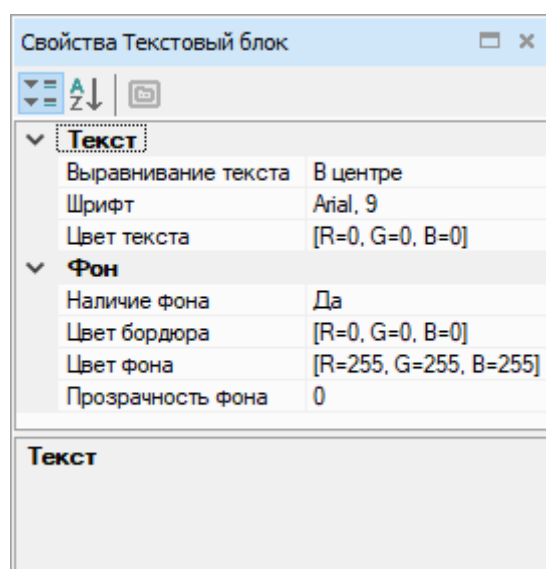 Свойства Текстовый блок
Текст
Выравнивание текста В центре
Шрифт Arial, 9
Цвет текста [R=0, G=0, B=0]
Фон
Наличие фона Да
Цвет бордюра [R=0, G=0, B=0]
Цвет фона [R=255, G=255, B=255]
Прозрачность фона 0
Текст